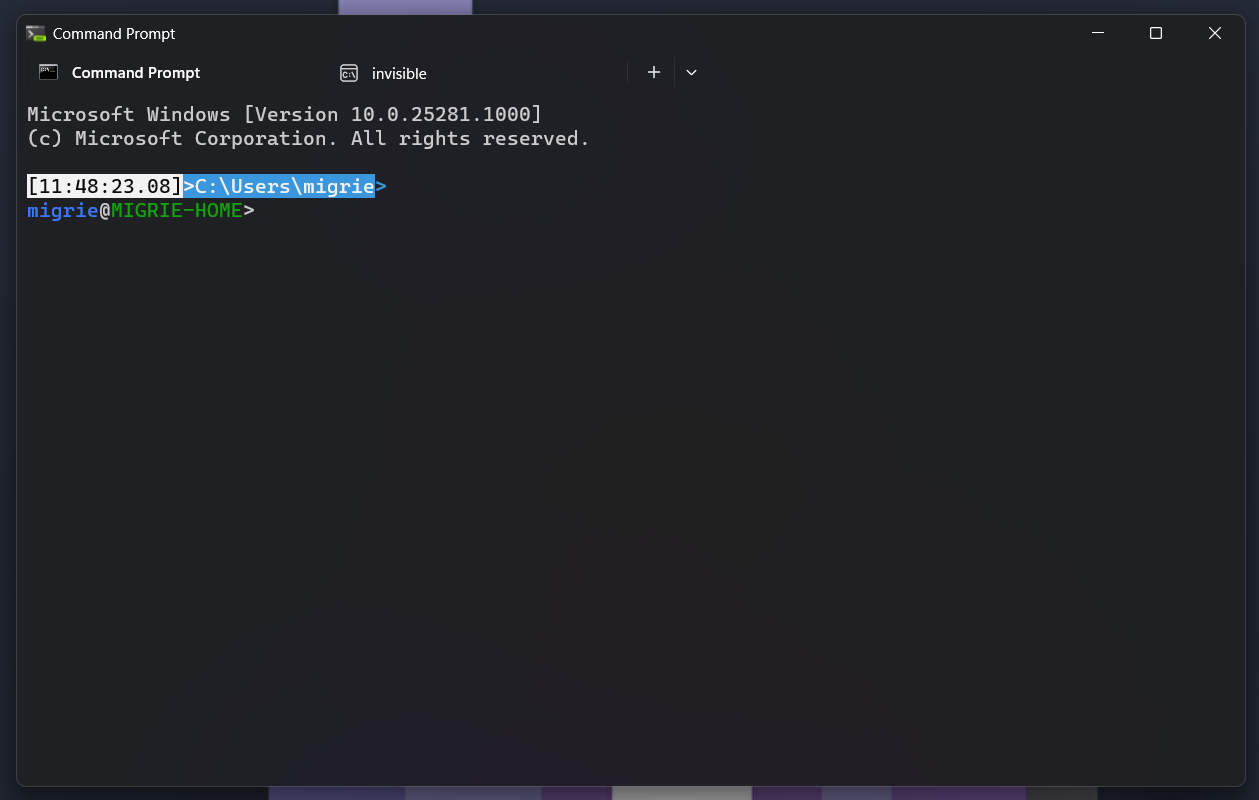 Command Prompt
Command Prompt
invisible
Microsoft Windows [Version 10.0.25281.1000]
(c) Microsoft Corporation. All rights reserved.
[11:48:23.08]>C:\Users\migrie>
migrie@MIGRIE-HOME>